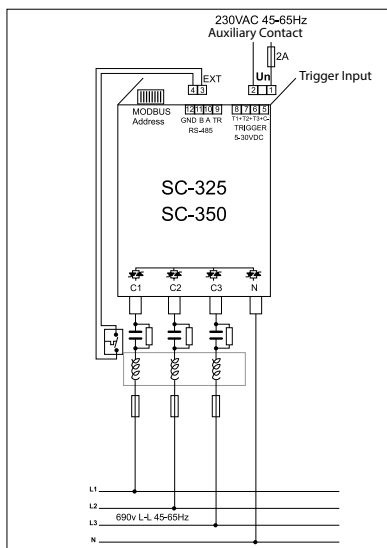 230VAC 45-65Hz
Auxiliary Contact
2A
EXT
Un
Trigger Input
4 3
2 1
MODBUS
Address
12 11 10 9
8 7 6 5
GND B A TR
T1+T2+T3+C-
RS-485
TRIGGER
5-30VDC
SC-325
SC-350
C1 C2 C3 N
L1
L2
690v L-L 45-65Hz
L3
N